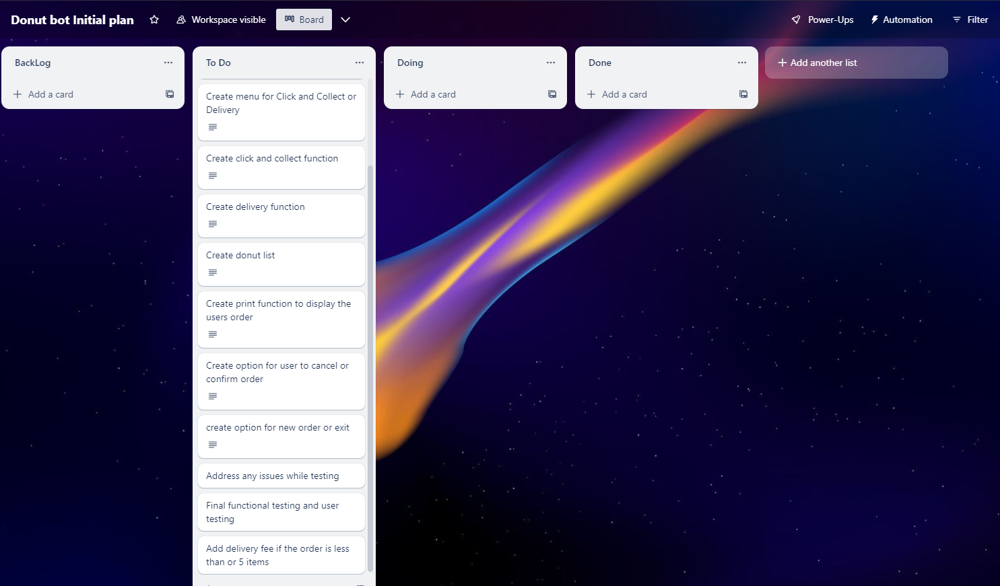 Donut bot Initial plan
Workspace visible
Board
Power-Ups
Automation
Filter
BackLog
Add a card
To Do
Create menu for Click and Collect or
Delivery
Create click and collect function
Create delivery function
Create donut list
Create print function to display the
users order
Create option for user to cancel or
confirm order
create option for new order or exit
Address any issues while testing
Final functional testing and user
testing
Add delivery fee if the order is less
than or 5 items
Doing
Add a card
Done
Add a card
Add another list